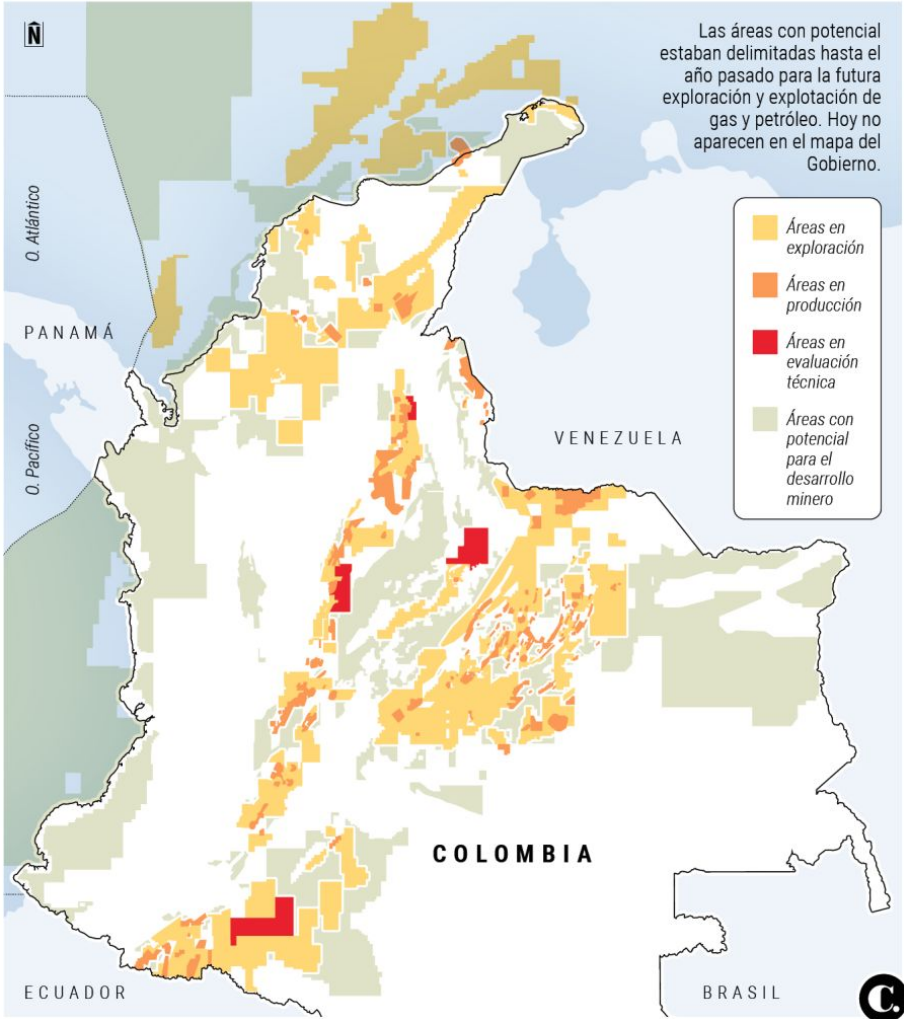 N
Las áreas con potencial
estaban delimitadas hasta el
año pasado para la futura
exploración y explotación de
gas y petróleo. Hoy no
aparecen en el mapa del
Gobierno.
O. Atlántico
PANAMÁ
O. Pacífico
VENEZUELA
Áreas en
exploración
Áreas en
producción
Áreas en
evaluación
técnica
Áreas con
potencial
para el
desarrollo
minero
COLOMBIA
ECUADOR
BRASIL
C.